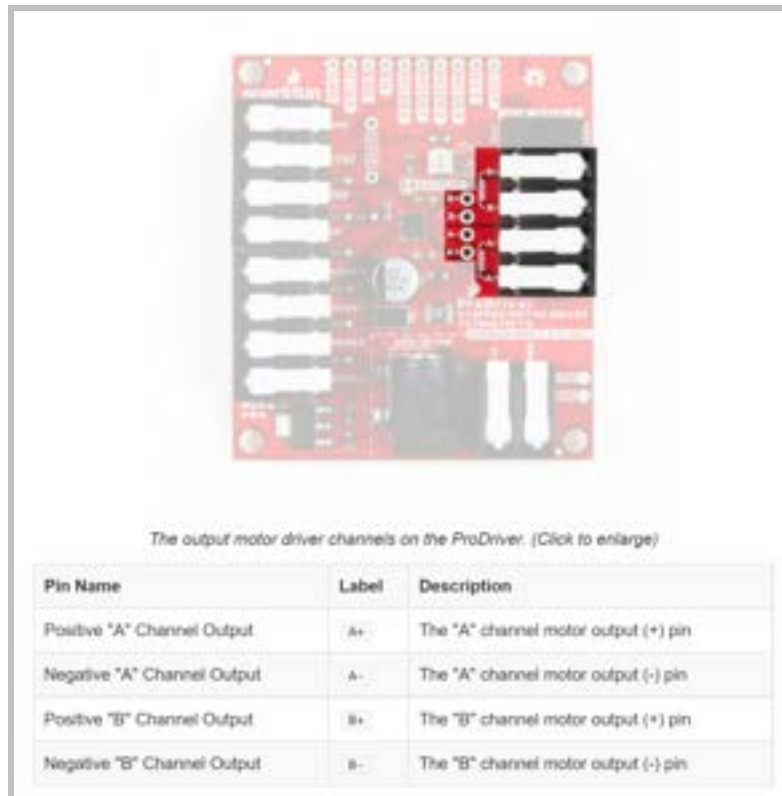 ProDriver
The output motor driver channels on the ProDriver. (Click to enlarge)
Pin Name Label Description
Positive "A" Channel Output A+ The "A" channel motor output (+) pin
Negative "A" Channel Output A- The "A" channel motor output (-) pin
Positive "B" Channel Output B+ The "B" channel motor output (+) pin
Negative "B" Channel Output B- The "B" channel motor output (-) pin